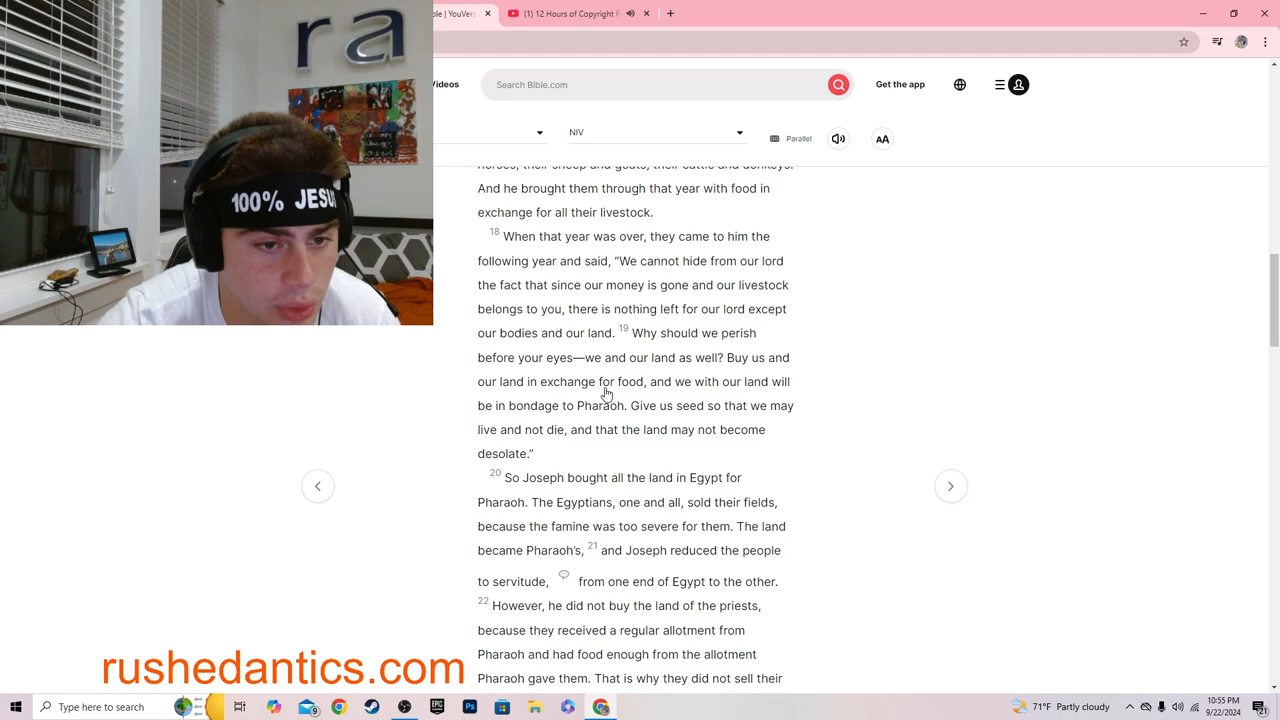 ble | YouVers
(1) 12 Hours of Copyright F
ra
100% JESUS
Videos
Search Bible.com
Get the app
NIV
Parallel
AA
horses, their sheep and goats, their cattle and donkeys.
And he brought them through that year with food in
exchange for all their livestock.
18 When that year was over, they came to him the
following year and said, “We cannot hide from our lord
the fact that since our money is gone and our livestock
belongs to you, there is nothing left for our lord except
our bodies and our land. 19 Why should we perish
before your eyes—we and our land as well? Buy us and
our land in exchange for food, and we with our land will
be in bondage to Pharaoh. Give us seed so that we may
live and not die, and that the land may not become
desolate.”
20 So Joseph bought all the land in Egypt for
Pharaoh. The Egyptians, one and all, sold their fields,
because the famine was too severe for them. The land
became Pharaoh’s, 21 and Joseph reduced the people
to servitude, from one end of Egypt to the other.
22 However, he did not buy the land of the priests,
because they received a regular allotment from
Pharaoh and had food enough from the allotment
Pharaoh gave them. That is why they did not sell their
rushedantics.com
Type here to search
71°F Partly cloudy
10:55 PM
9/22/2024